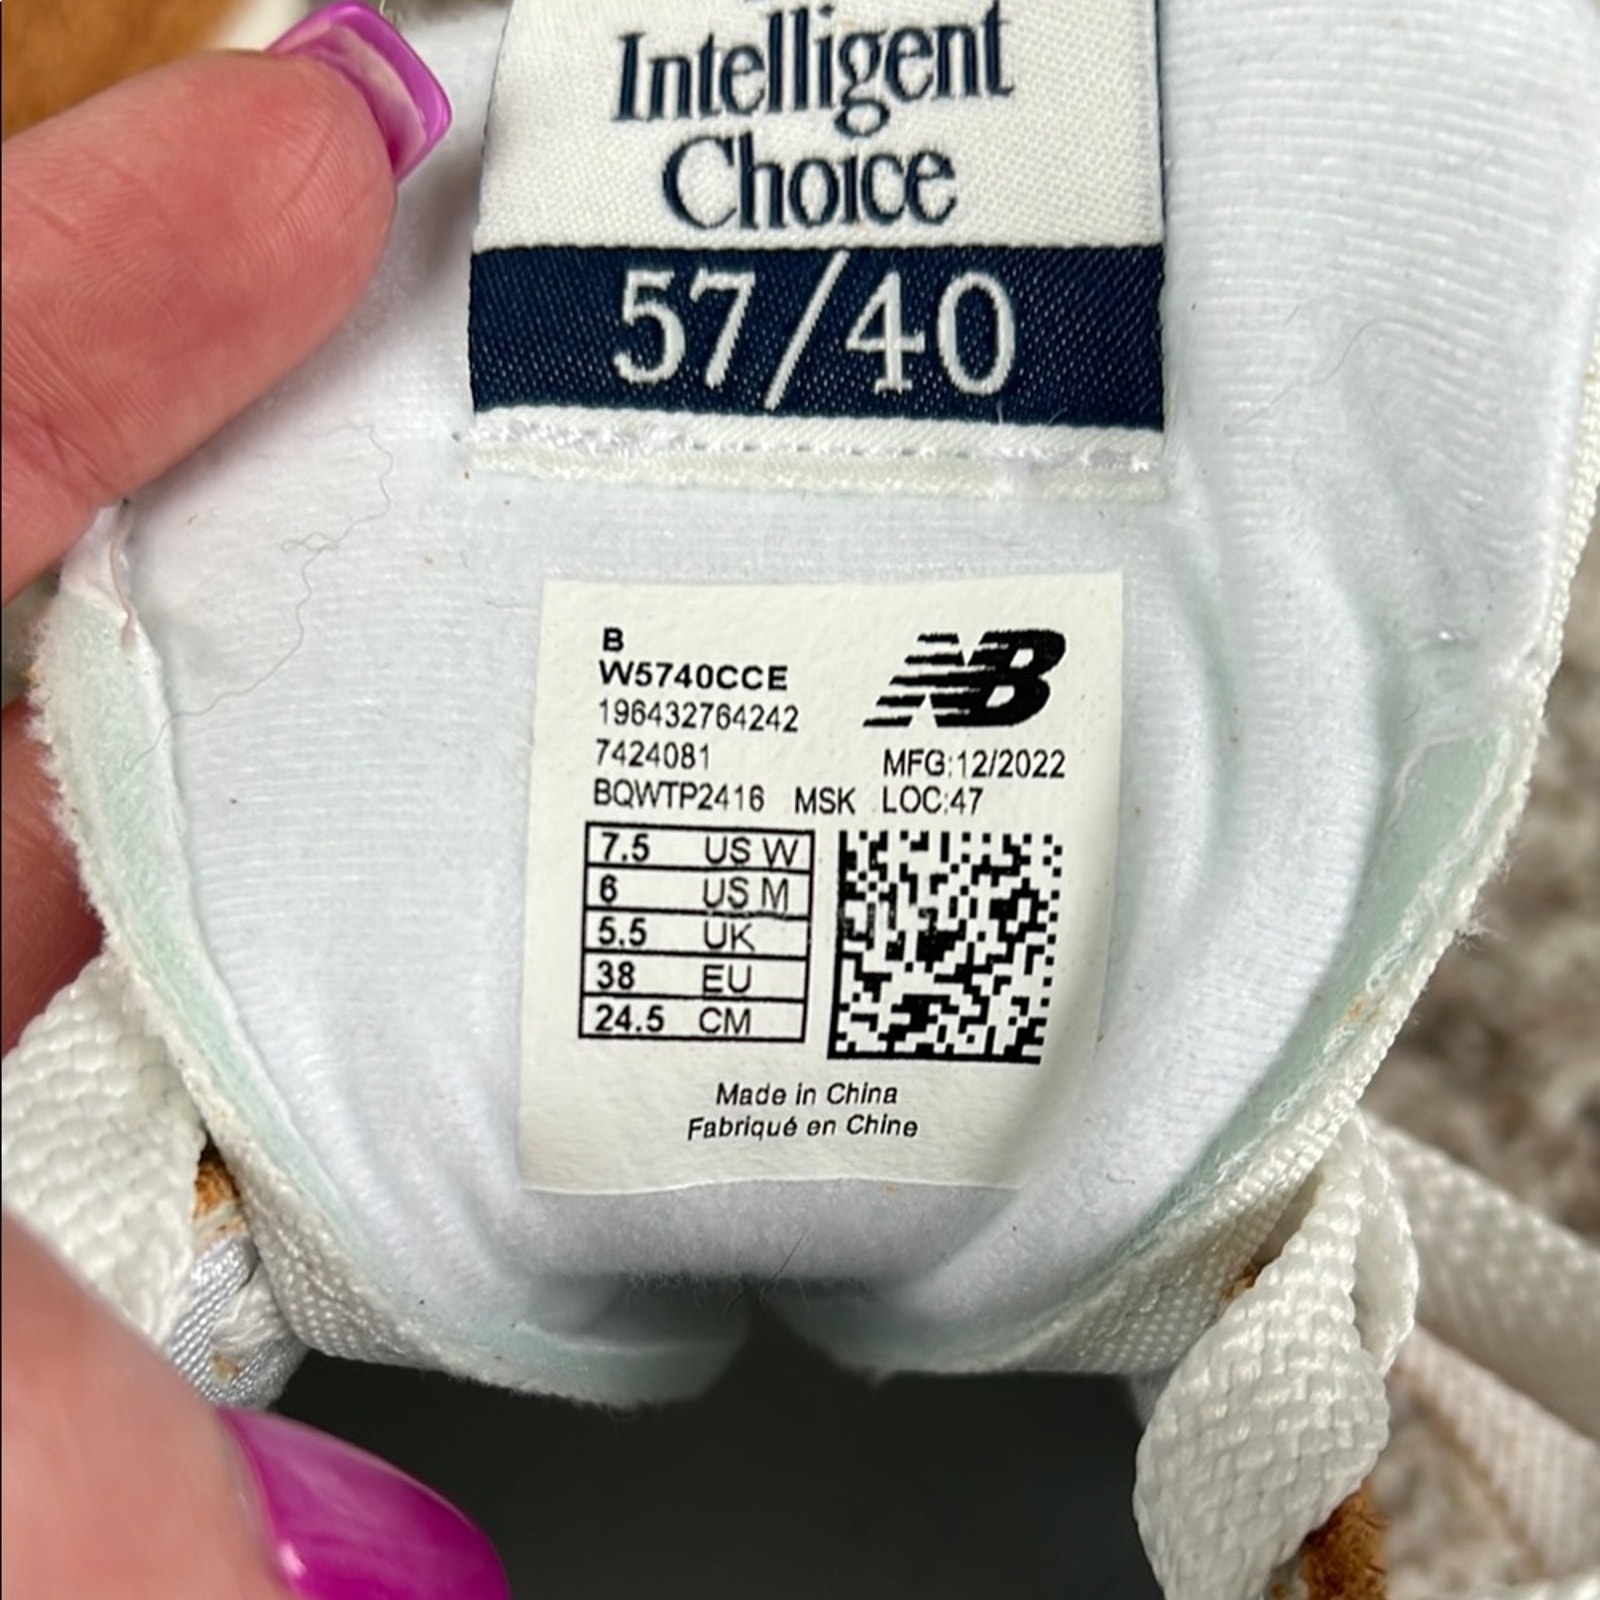 Intelligent
Choice
57/40
B
W5740CCE
196432764242
7424081
BQWTP2416 MSK
NB
MFG:12/2022
LOC:47
7.5 US W
6 US M
5.5 UK
38 EU
24.5 CM
Made in China
Fabriqué en Chine